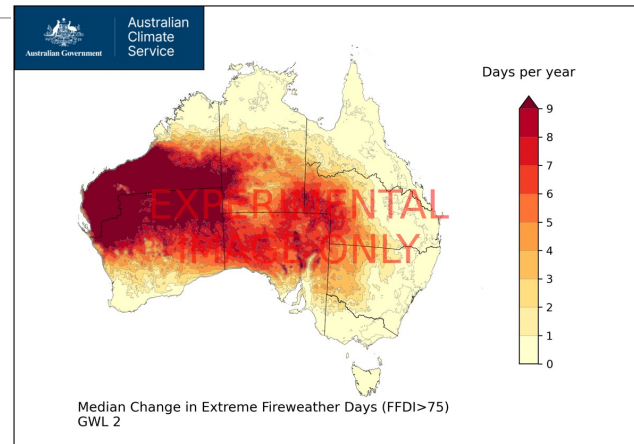 Australian
Climate
Service
Australian Government
Days per year
9
8
7
6
5
4
3
2
1
0
EXPERIMENTAL
IMAGE ONLY
Median Change in Extreme Fireweather Days (FFDI>75)
GWL 2